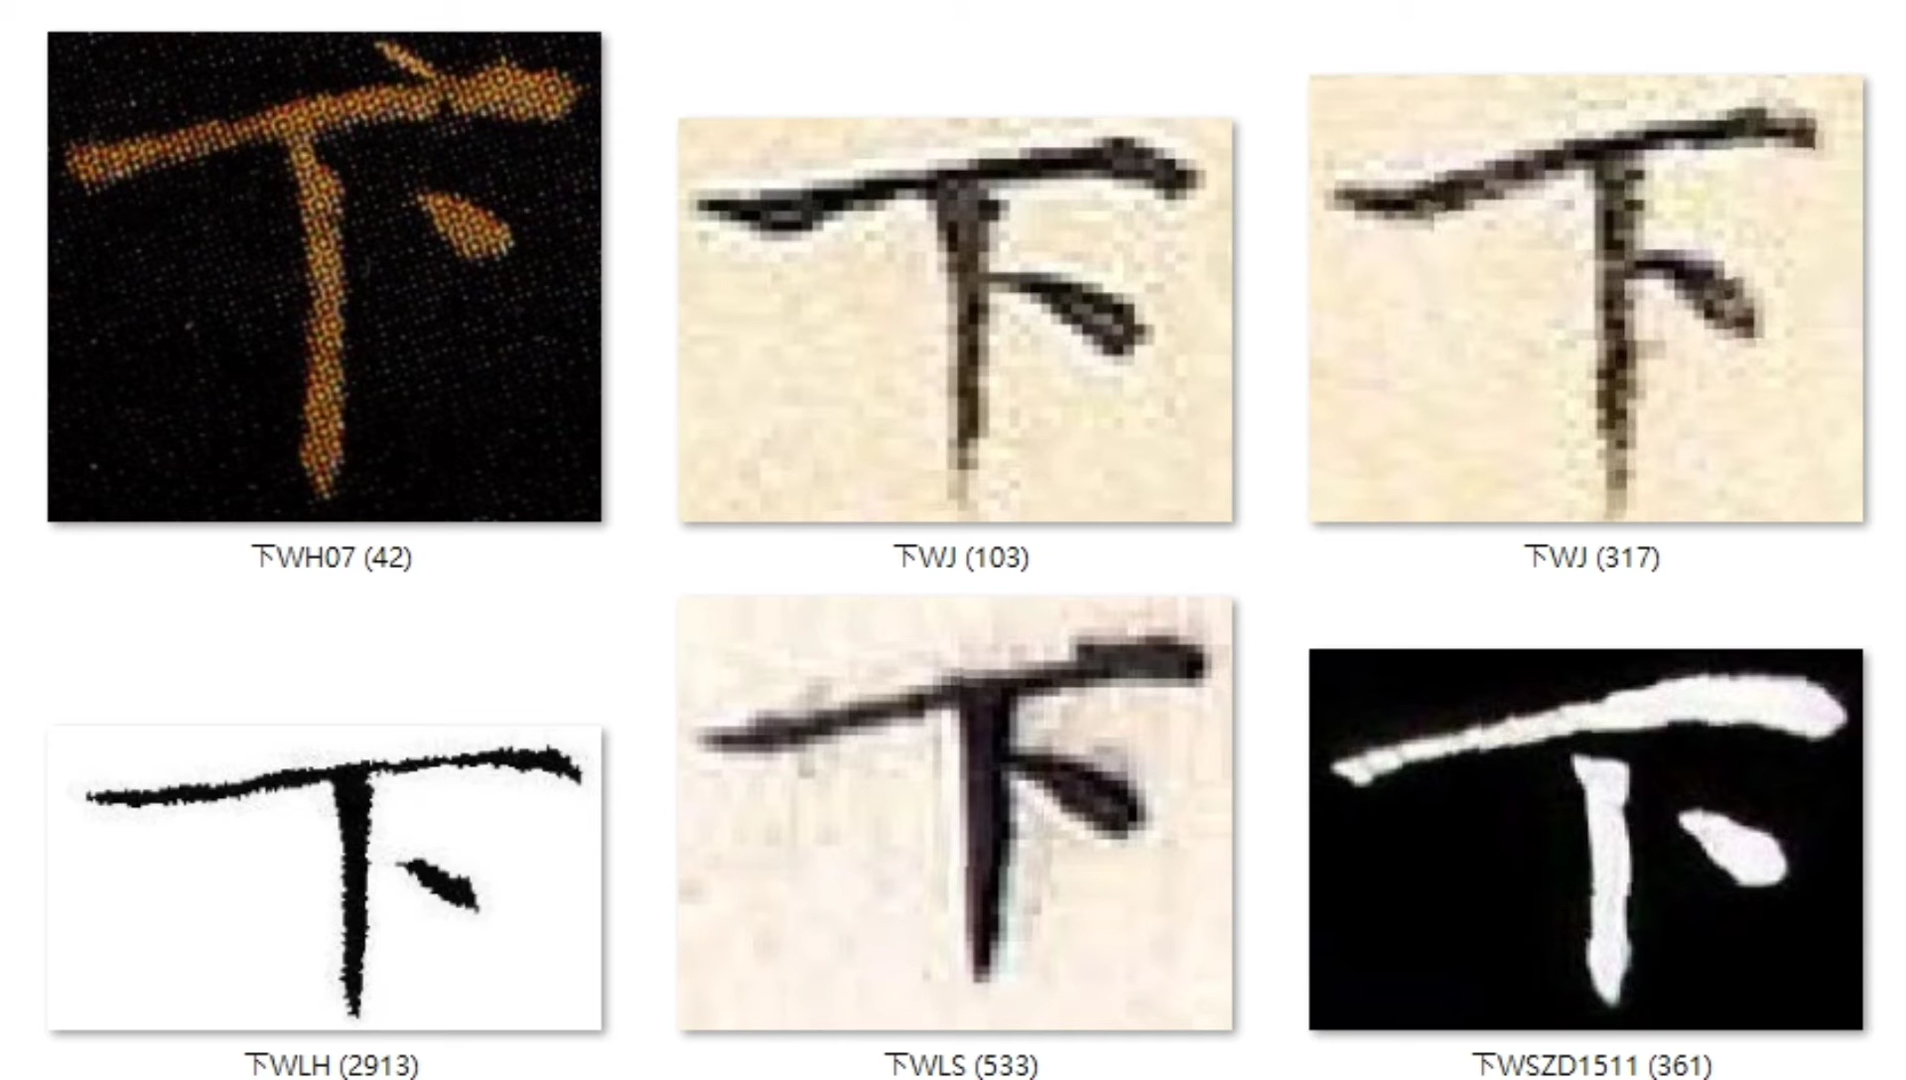 下 下 下
下WH07 (42) 下WJ (103) 下WJ (317)
下 下 下
下WLH (2913) 下WLS (533) 下WSZD1511 (361)